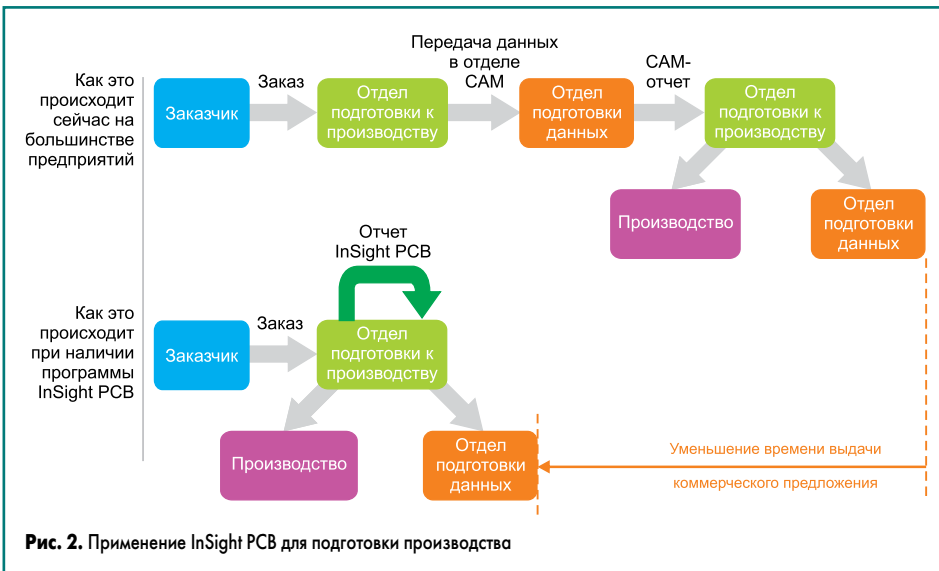 Как это
происходит
сейчас на
большинстве
предприятий
Заказчик
Заказ
Отдел
подготовки к
производству
Передача данных
в отделе
САМ
Отдел
подготовки
данных
САМ-
отчет
Отдел
подготовки к
производству
Производство
Отдел
подготовки
данных
Как это
происходит
при наличии
программы
InSight PCB
Заказчик
Заказ
Отчет
InSight PCB
Отдел
подготовки к
производству
Производство
Отдел
подготовки
данных
Уменьшение времени выдачи
коммерческого предложения
Рис. 2. Применение InSight PCB для подготовки производства